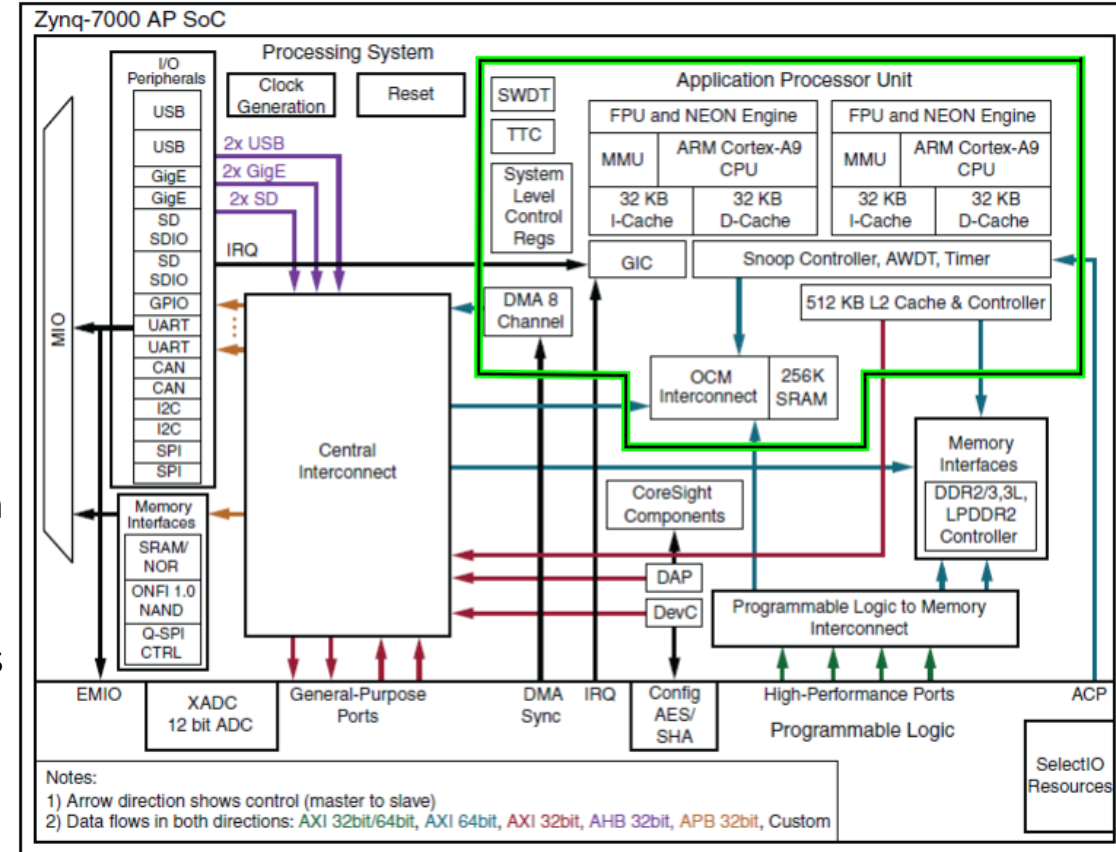 Zynq-7000 AP SoC
Processing System
I/O
Peripherals
USB
USB
GigE
GigE
SD
SDIO
SD
SDIO
GPIO
UART
UART
CAN
CAN
I2C
I2C
SPI
SPI
MIO
Clock
Generation
Reset
2x USB
2x GigE
2x SD
IRQ
Application Processor Unit
SWDT
TTC
System
Level
Control
Regs
FPU and NEON Engine
MMU
ARM Cortex-A9
CPU
32 KB
I-Cache
32 KB
D-Cache
FPU and NEON Engine
MMU
ARM Cortex-A9
CPU
32 KB
I-Cache
32 KB
D-Cache
GIC
Snoop Controller, AWDT, Timer
DMA 8
Channel
512 KB L2 Cache & Controller
OCM
Interconnect
256K
SRAM
Central
Interconnect
CoreSight
Components
Memory
Interfaces
DDR2/3,3L,
LPDDR2
Controller
Memory
Interfaces
SRAM/
NOR
ONFI 1.0
NAND
Q-SPI
CTRL
DAP
DevC
Programmable Logic to Memory
Interconnect
EMIO
XADC
12 bit ADC
General-Purpose
Ports
DMA
Sync
IRQ
Config
AES/
SHA
High-Performance Ports
ACP
Programmable Logic
SelectIO
Resources
Notes:
1) Arrow direction shows control (master to slave)
2) Data flows in both directions: AXI 32bit/64bit, AXI 64bit, AXI 32bit, AHB 32bit, APB 32bit, Custom